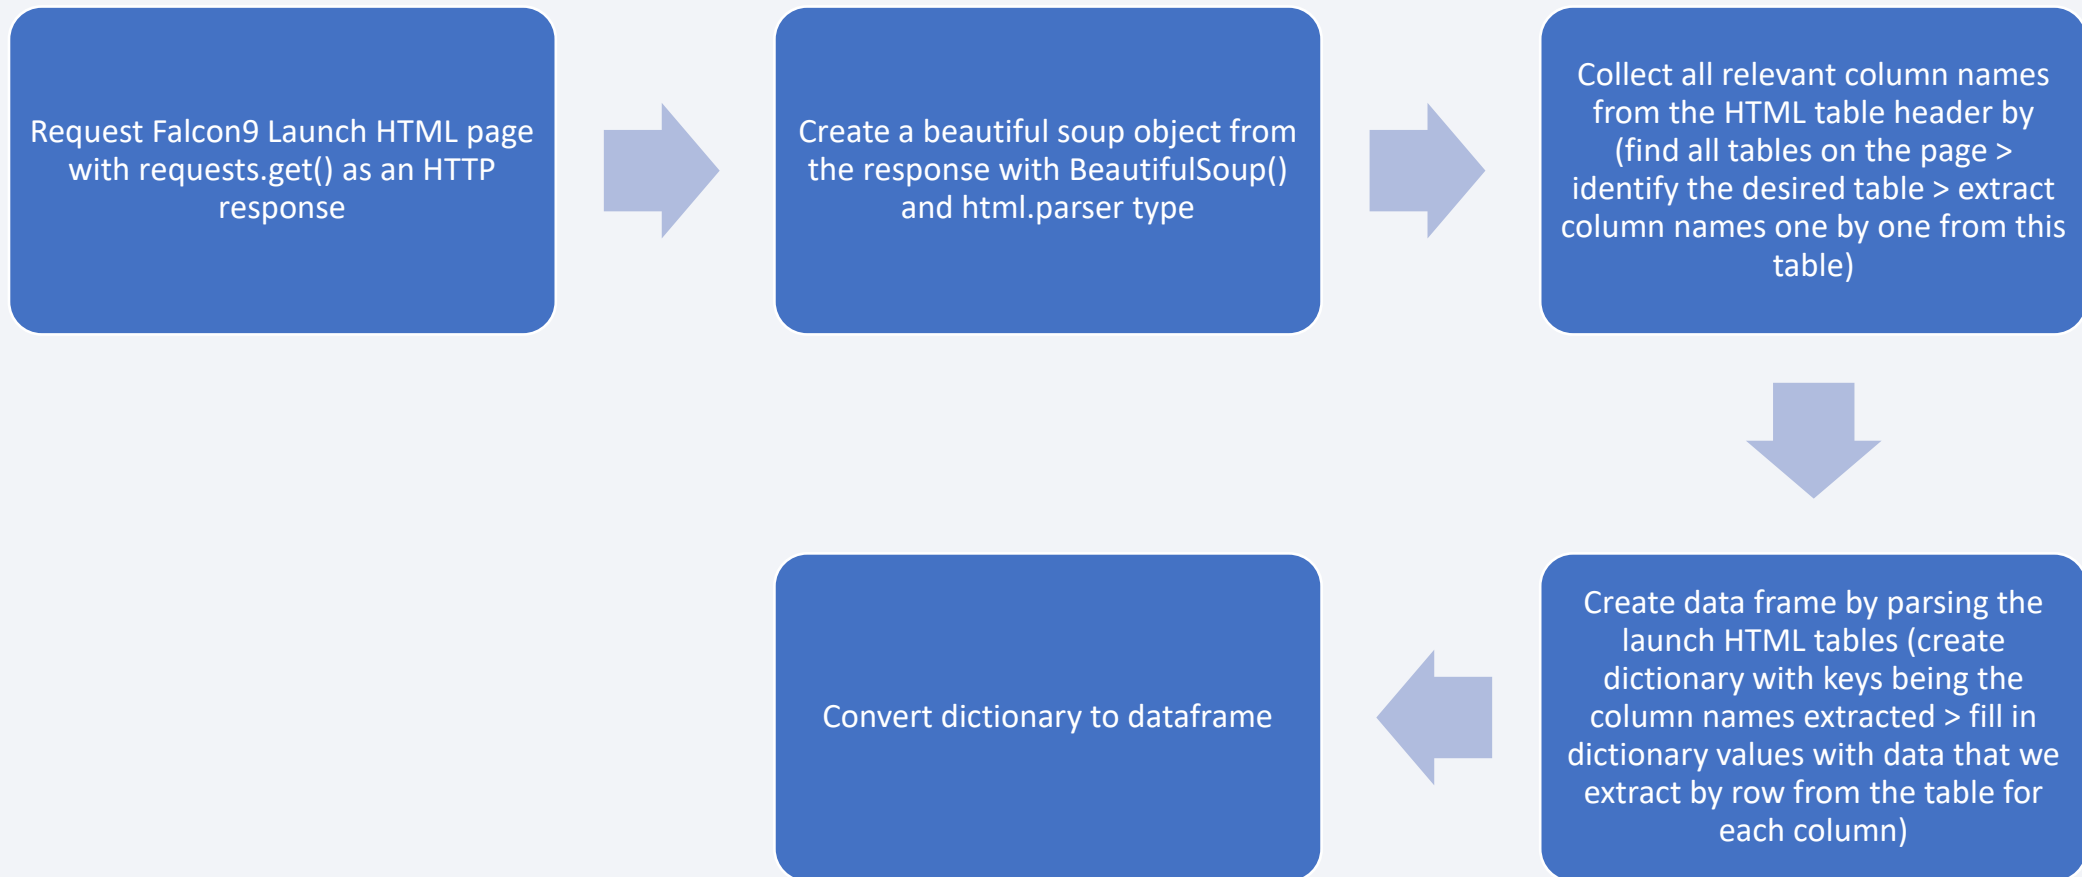 Request Falcon9 Launch HTML page
with requests.get() as an HTTP
response
Create a beautiful soup object from
the response with BeautifulSoup()
and html.parser type
Collect all relevant column names
from the HTML table header by
(find all tables on the page >
identify the desired table > extract
column names one by one from this
table)
Create data frame by parsing the
launch HTML tables (create
dictionary with keys being the
column names extracted > fill in
dictionary values with data that we
extract by row from the table for
each column)
Convert dictionary to dataframe